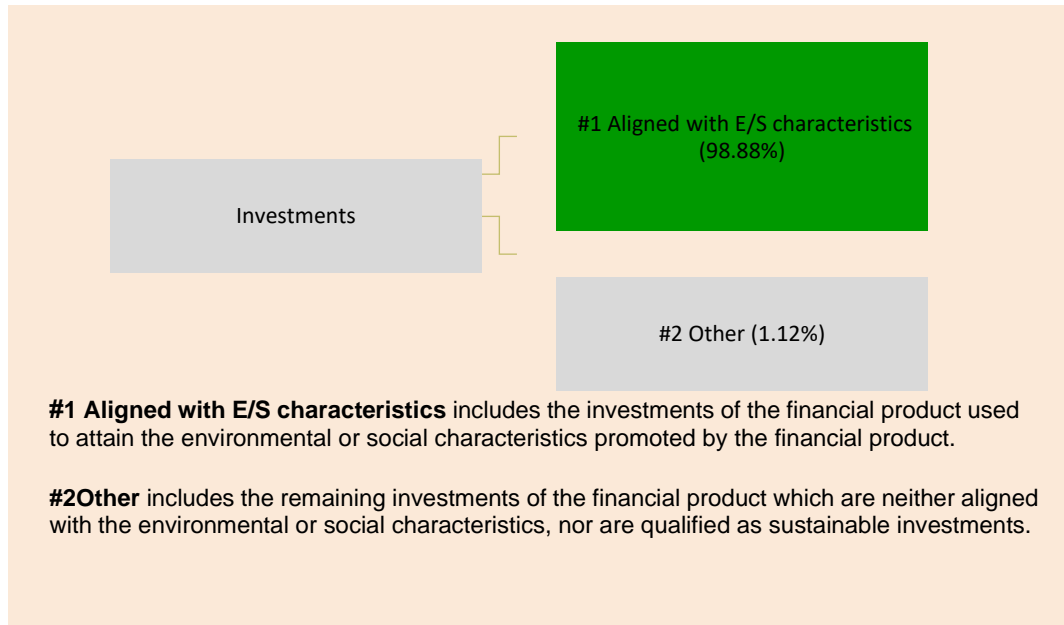 #1 Aligned with E/S characteristics
(98.88%)
Investments
#2 Other (1.12%)
#1 Aligned with E/S characteristics includes the investments of the financial product used
to attain the environmental or social characteristics promoted by the financial product.
#2Other includes the remaining investments of the financial product which are neither aligned
with the environmental or social characteristics, nor are qualified as sustainable investments.